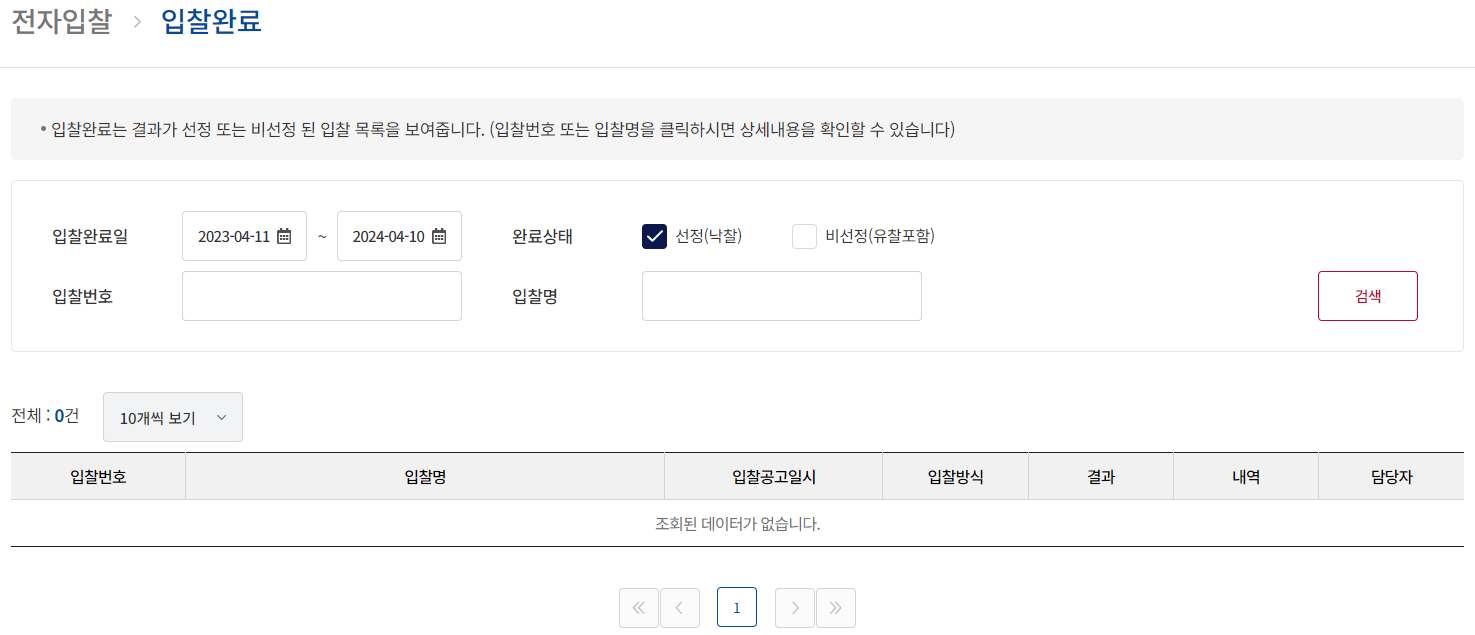 전자입찰 > 입찰완료
• 입찰완료는 결과가 선정 또는 비선정 된 입찰 목록을 보여줍니다. (입찰번호 또는 입찰명을 클릭하시면 상세내용을 확인할 수 있습니다)
입찰완료일 2023-04-11 ~ 2024-04-10 완료상태 선정(낙찰) 비선정(유찰포함)
입찰번호 입찰명 검색
전체 : 0건 10개씩 보기
입찰번호 입찰명 입찰공고일시 입찰방식 결과 내역 담당자
조회된 데이터가 없습니다.
1